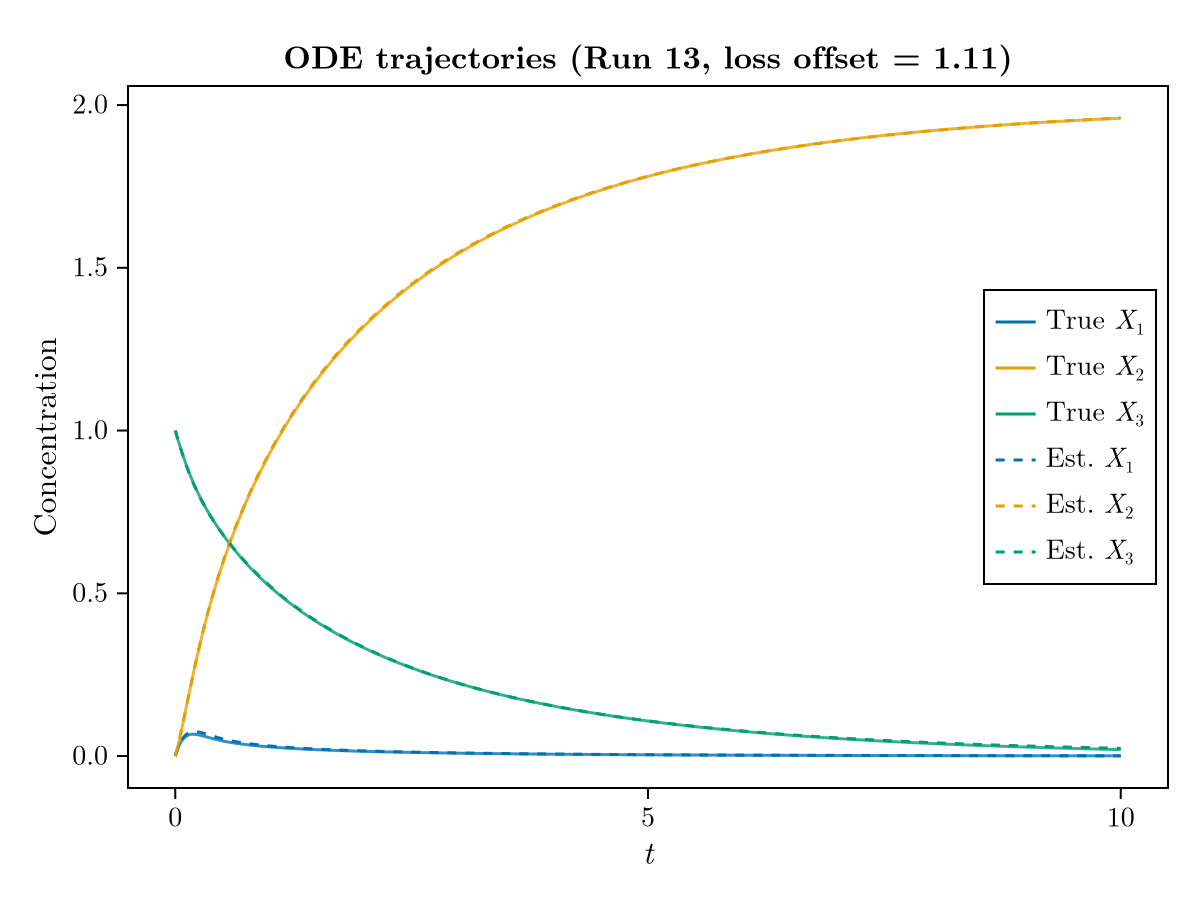 ODE trajectories (Run 13, loss offset = 1.11)
2.0
1.5
1.0
0.5
0.0
Concentration
True X₁
True X₂
True X₃
Est. X₁
Est. X₂
Est. X₃
0
5
10
t